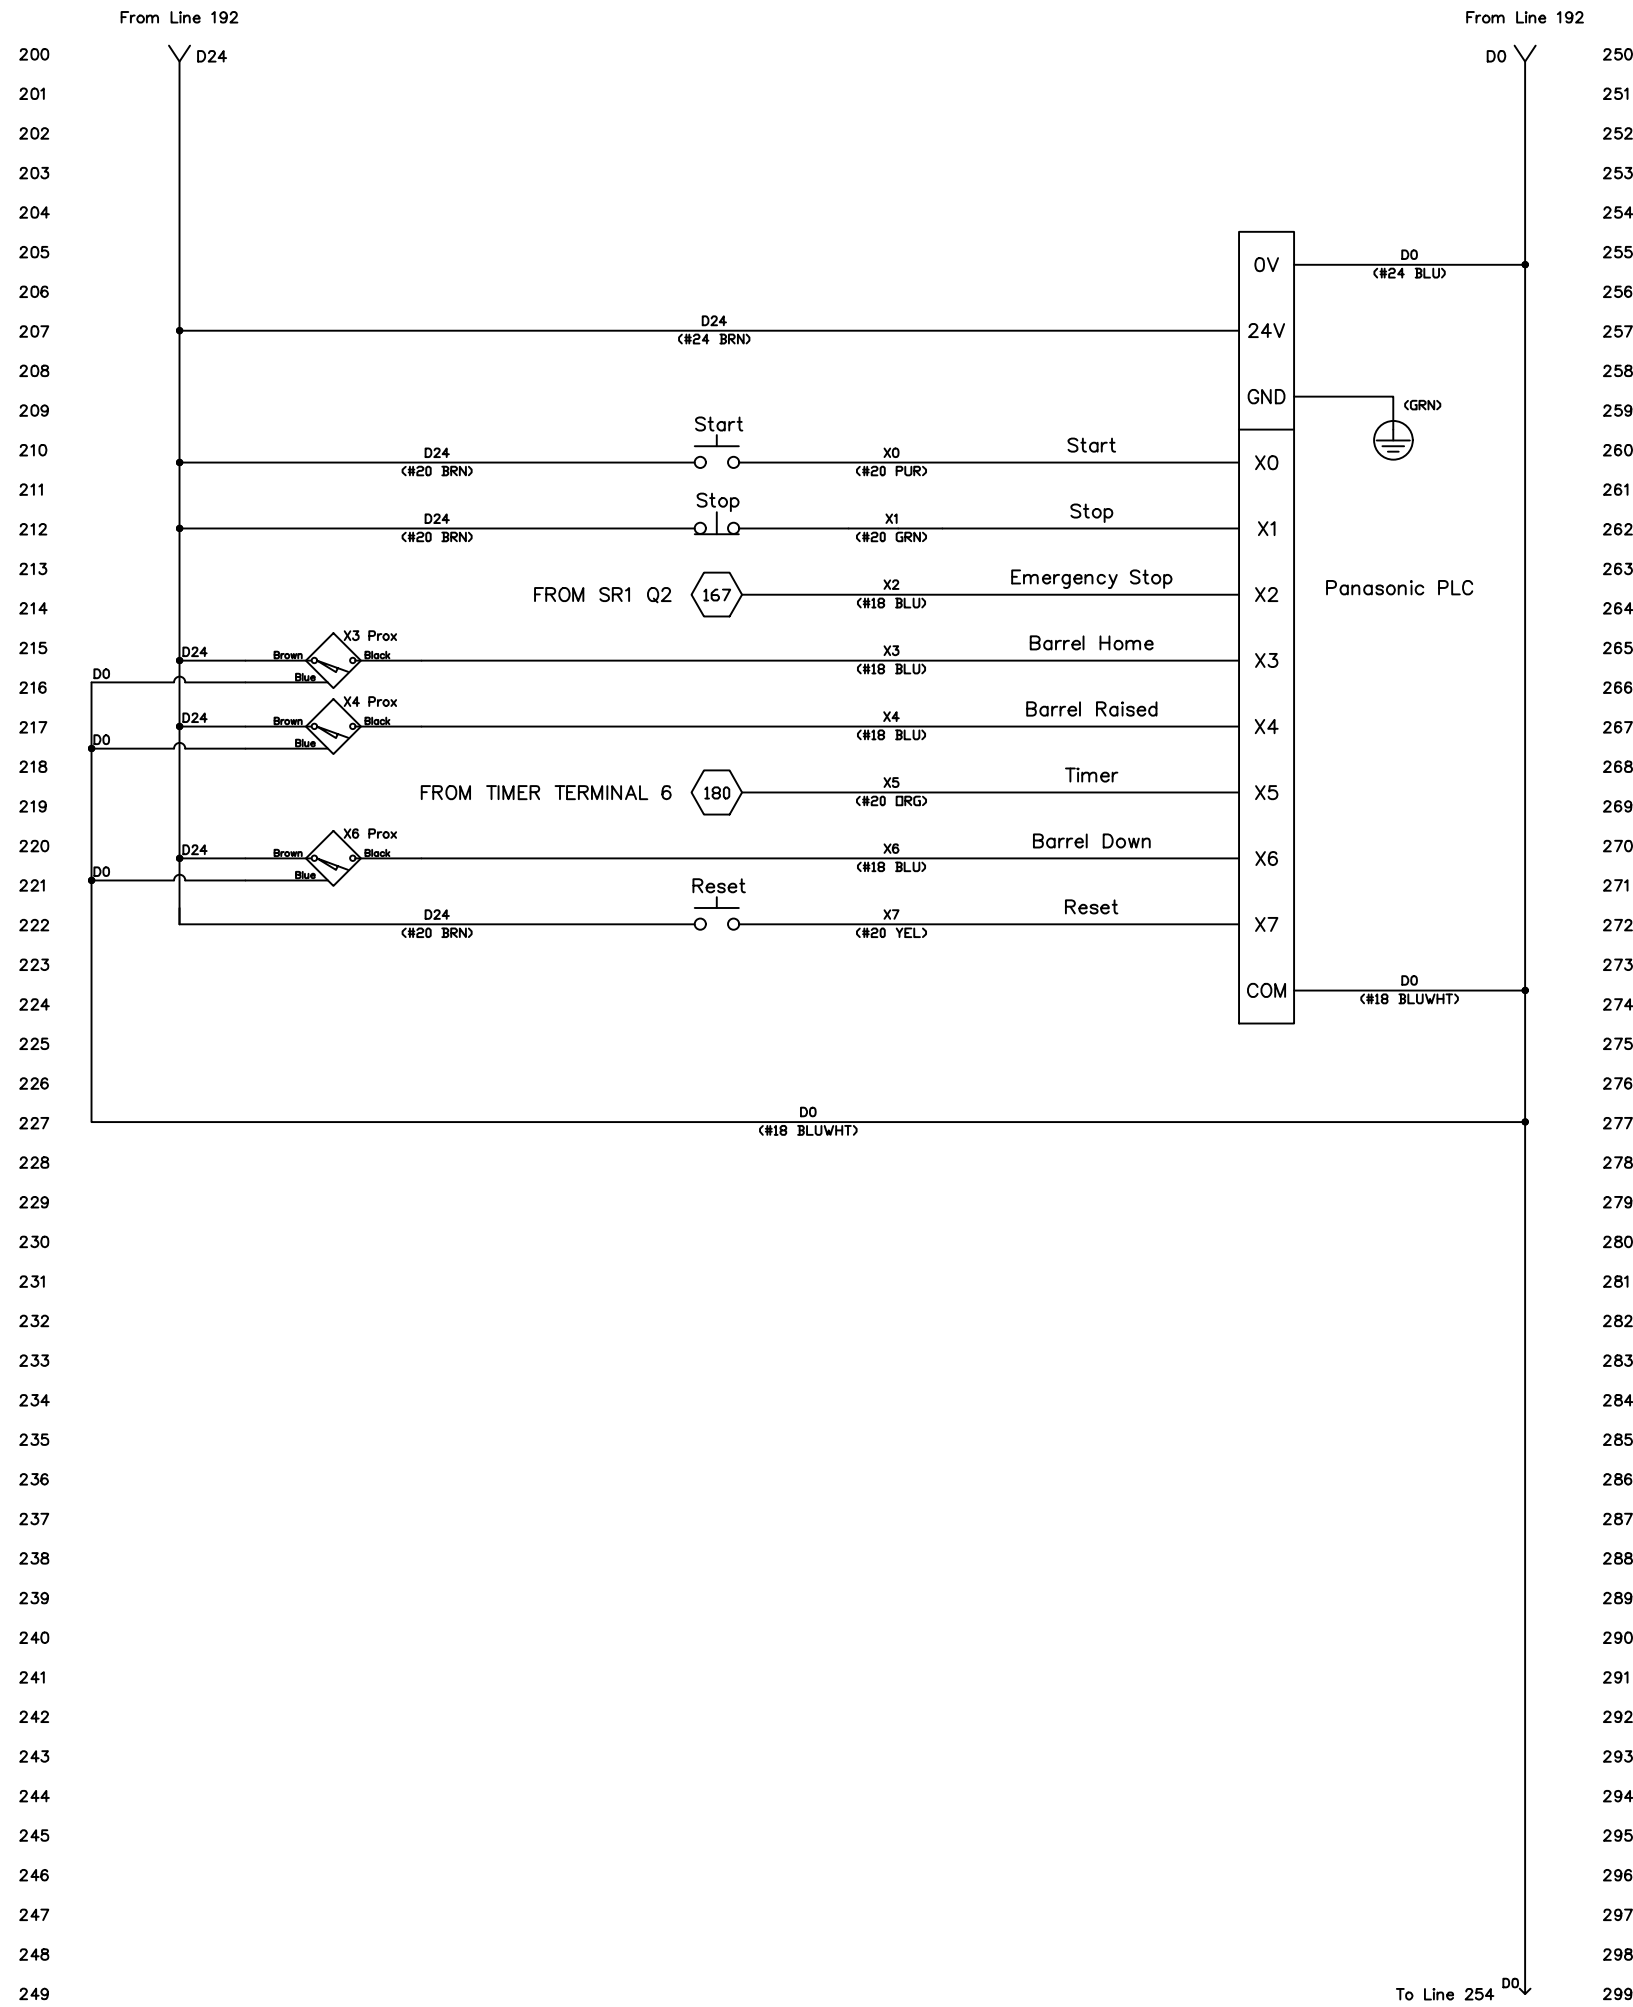 From Line 192 From Line 192
200 D24 D0 250
201 251
202 252
203 253
204 254
205 0V D0 255
(#24 BLU)
206 256
207 D24 24V 257
(#24 BRN)
208 258
GND
209 (GRN) 259
Start
210 D24 X0 Start X0 260
(#20 BRN) (#20 PUR)
211 261
Stop
212 D24 X1 Stop X1 262
(#20 BRN) (#20 GRN)
213 263
Emergency Stop
FROM SR1 Q2 167 X2 X2 Panasonic PLC
214 (#18 BLU) 264
X3 Prox
215 D24 Brown Black X3 Barrel Home X3 265
(#18 BLU)
D0 Blue
216 266
X4 Prox
217 D24 Brown Black X4 Barrel Raised X4 267
(#18 BLU)
D0 Blue
218 268
Timer
FROM TIMER TERMINAL 6 180 X5 X5
219 (#20 ORG) 269
X6 Prox
220 D24 Brown Black X6 Barrel Down X6 270
(#18 BLU)
D0 Blue
221 271
Reset
222 D24 X7 Reset X7 272
(#20 BRN) (#20 YEL)
223 273
COM D0
224 (#18 BLUWHT) 274
225 275
226 276
227 D0 277
(#18 BLUWHT)
228 278
229 279
230 280
231 281
232 282
233 283
234 284
235 285
236 286
237 287
238 288
239 289
240 290
241 291
242 292
243 293
244 294
245 295
246 296
247 297
248 298
249 To Line 254 D0 299